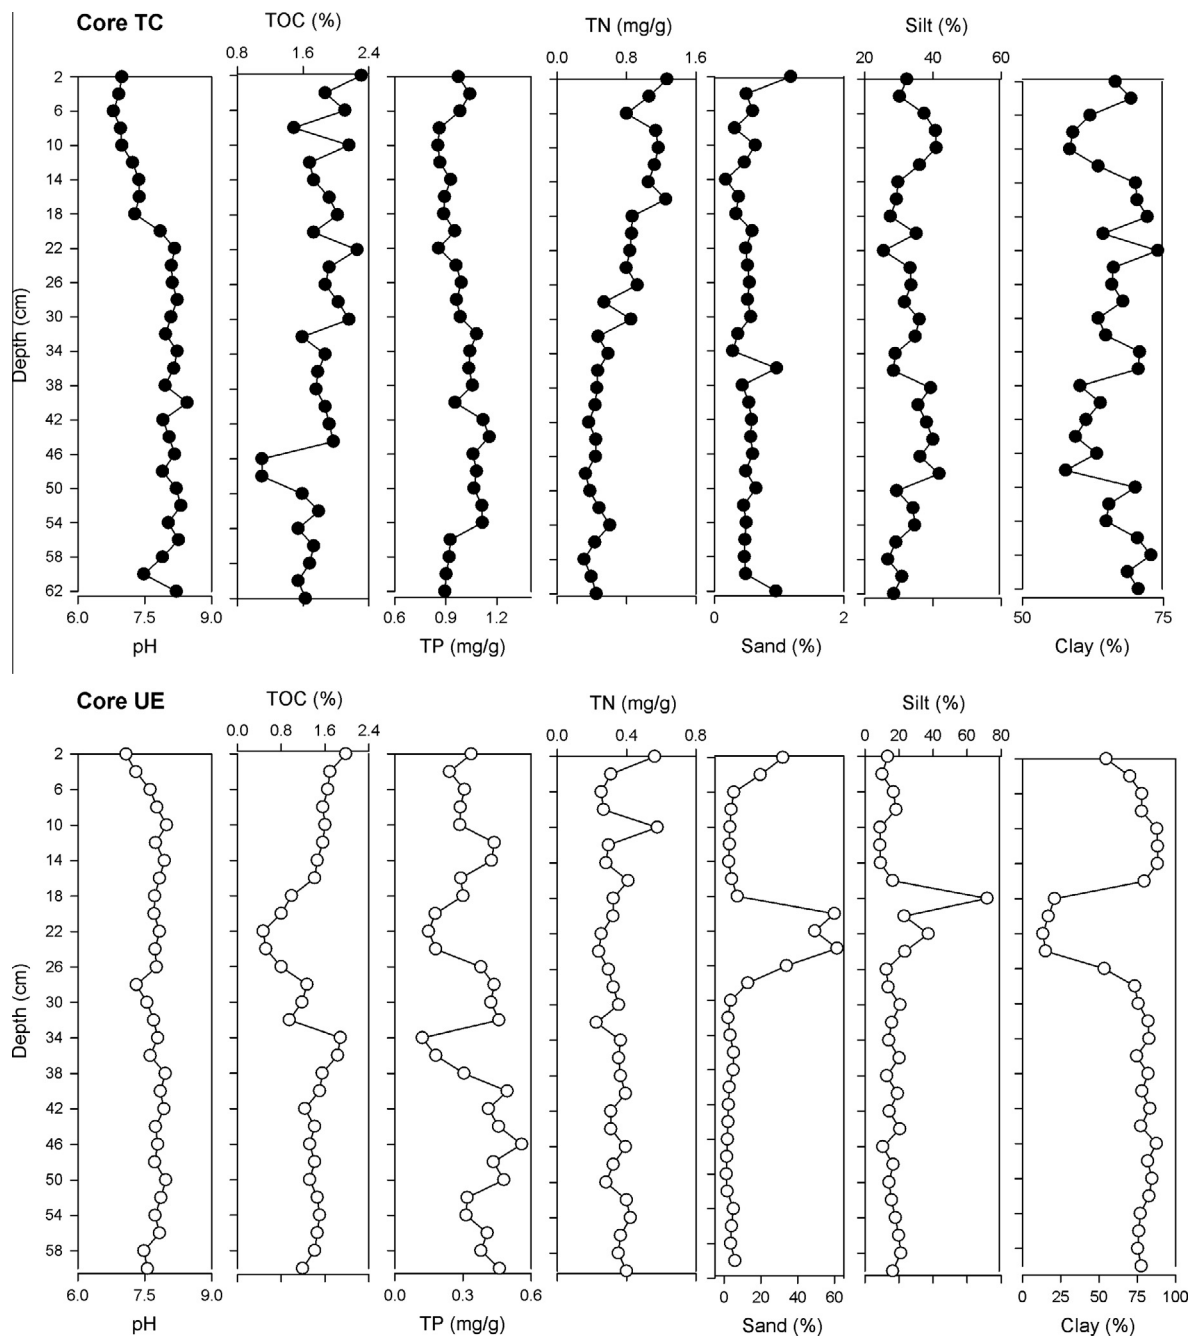 Core TC
TOC (%)
TN (mg/g)
Silt (%)
0.8 1.6 2.4
0.0 0.8 1.6
20 40 60
2
6
10
14
18
22
26
30
34
38
42
46
50
54
58
62
Depth (cm)
6.0 7.5 9.0
0.6 0.9 1.2
0 2
50 75
pH
TP (mg/g)
Sand (%)
Clay (%)
Core UE
TOC (%)
TN (mg/g)
Silt (%)
0.0 0.8 1.6 2.4
0.0 0.4 0.8
0 20 40 60 80
2
6
10
14
18
22
26
30
34
38
42
46
50
54
58
Depth (cm)
6.0 7.5 9.0
0.0 0.3 0.6
0 20 40 60
0 25 50 75 100
pH
TP (mg/g)
Sand (%)
Clay (%)